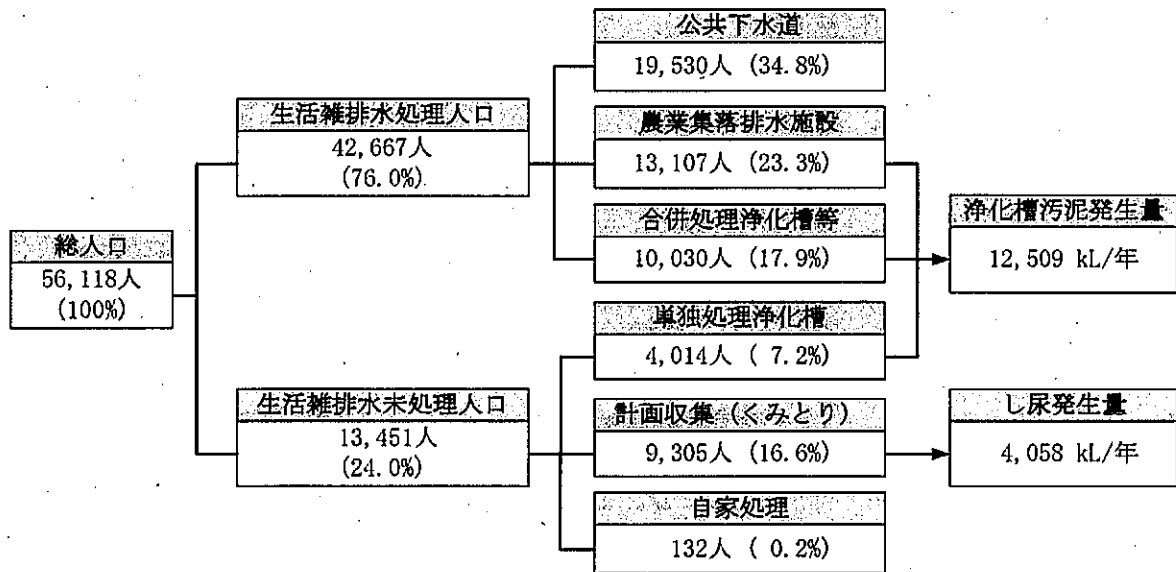 総人口
56,118人
(100%)
生活雑排水処理人口
42,667人
(76.0%)
生活雑排水未処理人口
13,451人
(24.0%)
公共下水道
19,530人 (34.8%)
農業集落排水施設
13,107人 (23.3%)
合併処理浄化槽等
10,030人 (17.9%)
単独処理浄化槽
4,014人 ( 7.2%)
計画収集(くみとり)
9,305人 (16.6%)
自家処理
132人 ( 0.2%)
浄化槽汚泥発生量
12,509 kL/年
し尿発生量
4,058 kL/年